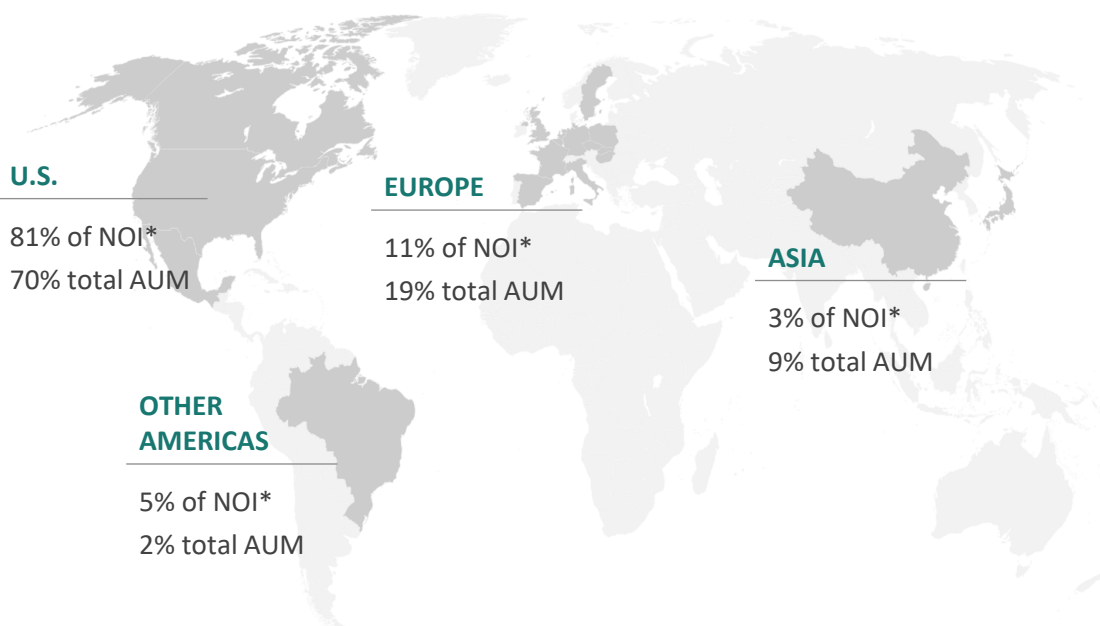 U.S.
81% of NOI*
70% total AUM
EUROPE
11% of NOI*
19% total AUM
ASIA
3% of NOI*
9% total AUM
OTHER
AMERICAS
5% of NOI*
2% total AUM